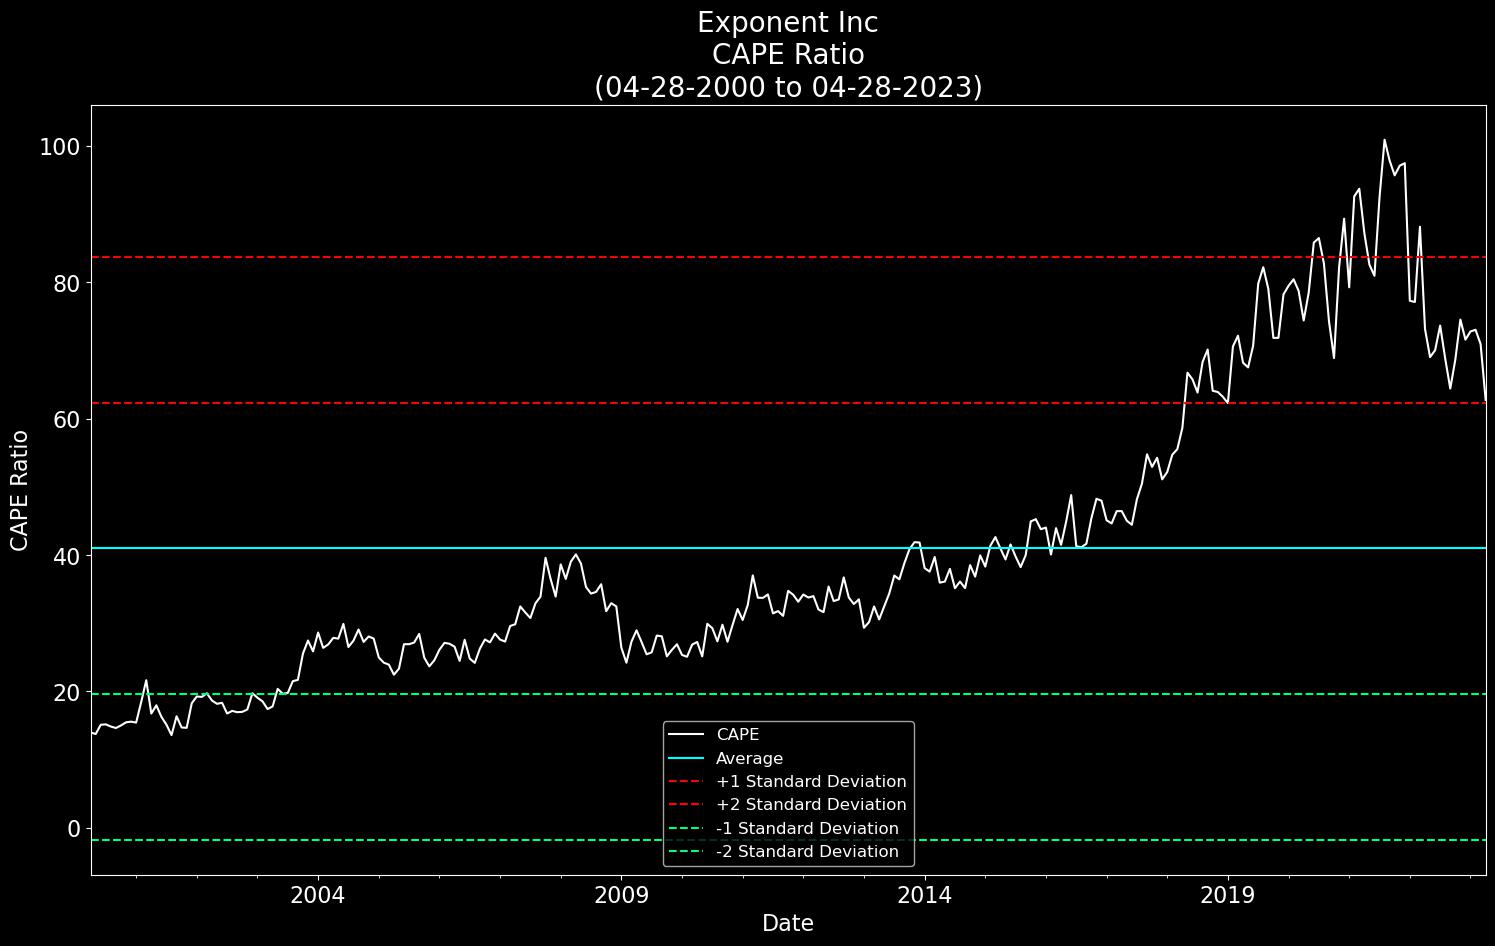 Exponent Inc
CAPE Ratio
(04-28-2000 to 04-28-2023)
100
80
60
40
20
0
CAPE Ratio
CAPE
Average
+1 Standard Deviation
+2 Standard Deviation
-1 Standard Deviation
-2 Standard Deviation
2004
2009
2014
2019
Date